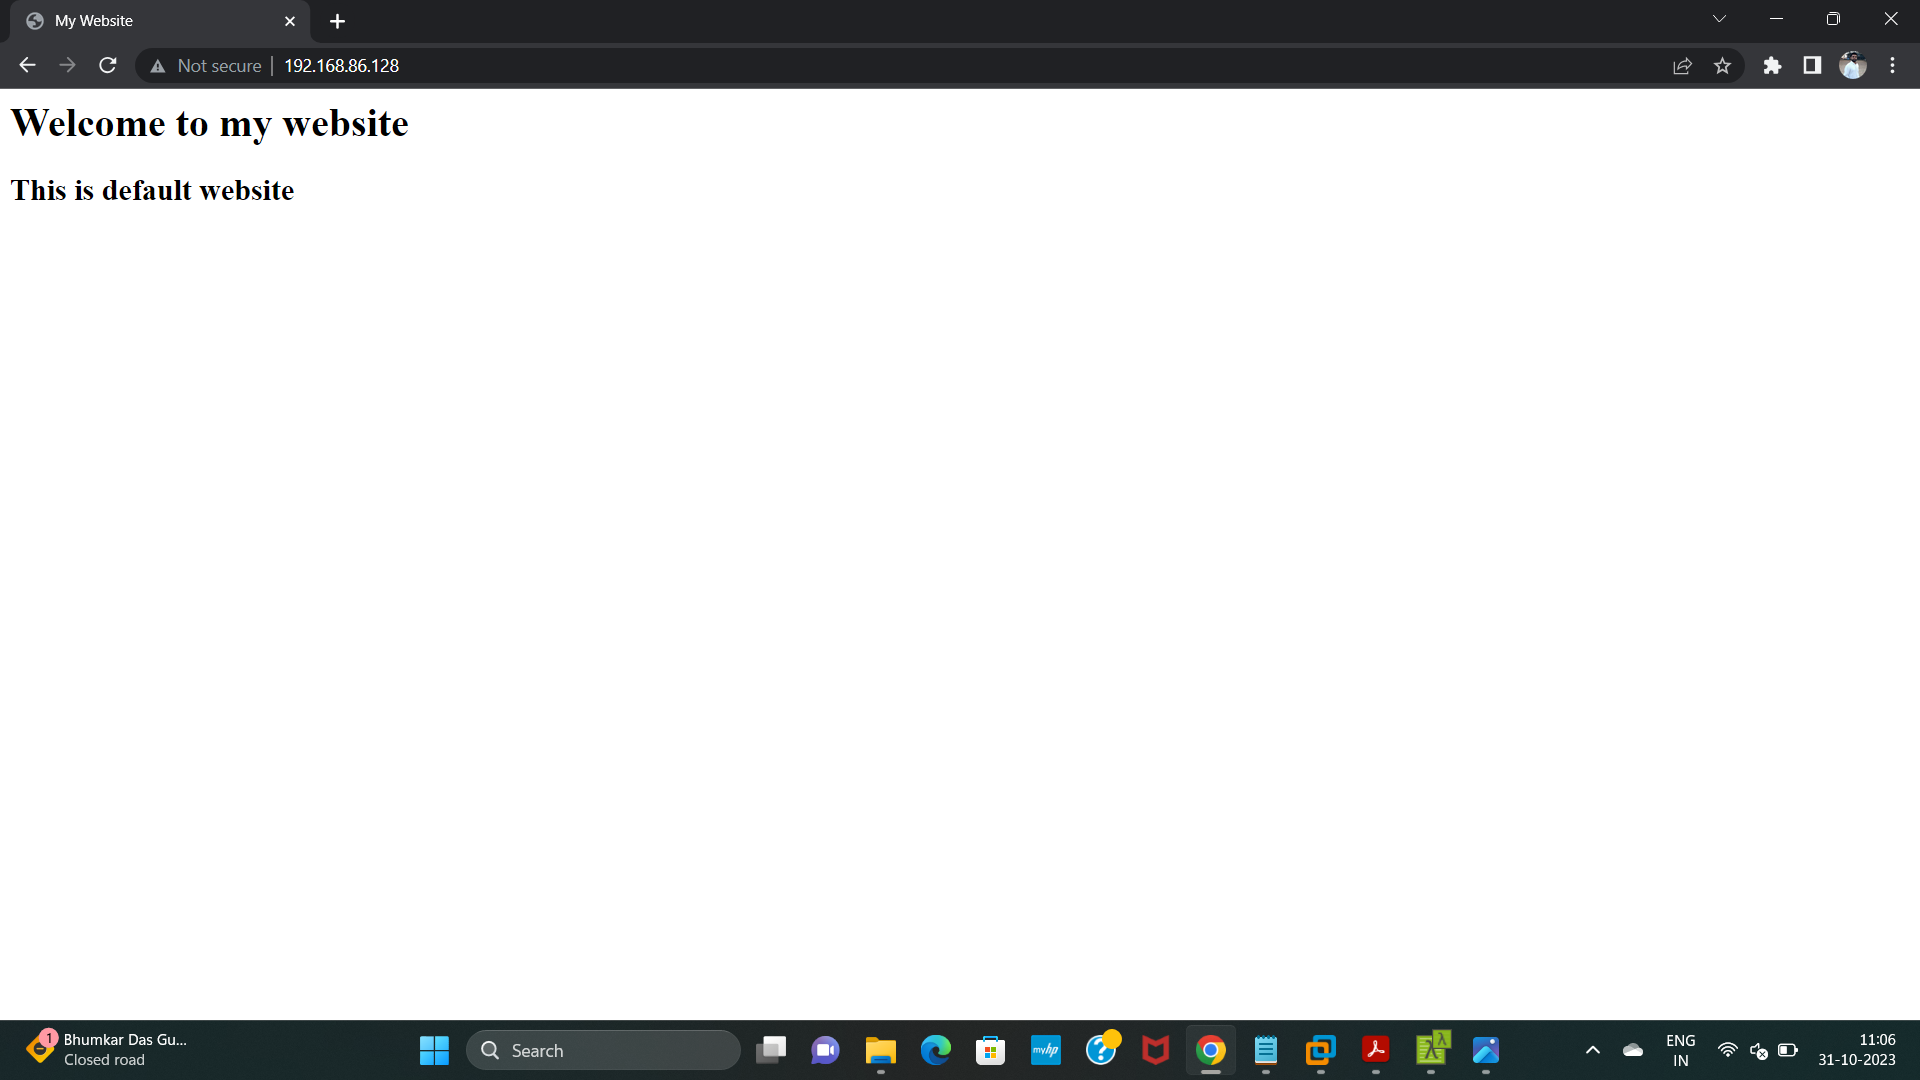 My Website
Not secure
192.168.86.128
Welcome to my website
This is default website
1
Bhumkar Das Gu...
Closed road
Search
myhp
ENG
IN
11:06
31-10-2023